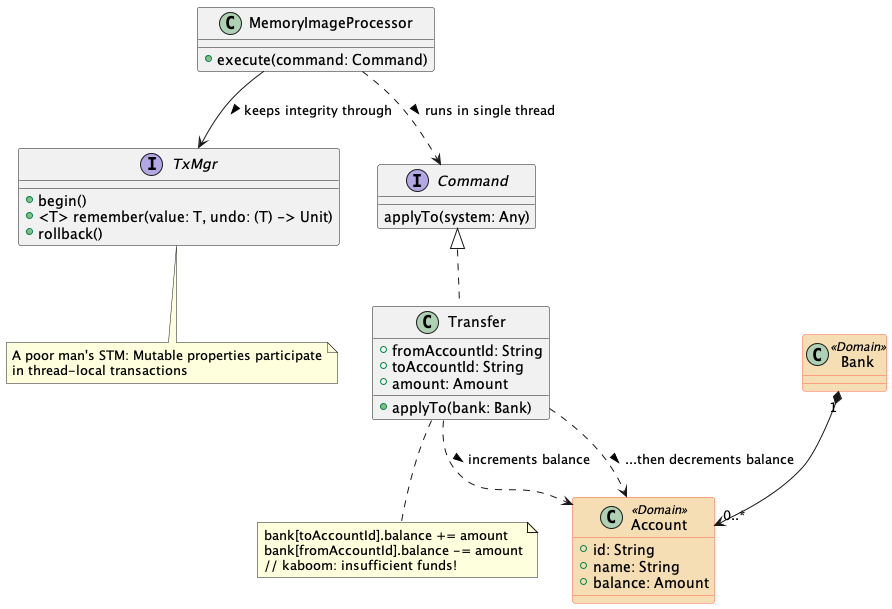 C MemoryImageProcessor
execute(command: Command)
keeps integrity through
runs in single thread
I TxMgr
begin()
<T> remember(value: T, undo: (T) -> Unit)
rollback()
I Command
applyTo(system: Any)
A poor man's STM: Mutable properties participate
in thread-local transactions
C Transfer
fromAccountId: String
toAccountId: String
amount: Amount
applyTo(bank: Bank)
«Domain»
C Bank
1
increments balance
...then decrements balance
0..*
bank[toAccountId].balance += amount
bank[fromAccountId].balance -= amount
// kaboom: insufficient funds!
«Domain»
C Account
id: String
name: String
balance: Amount